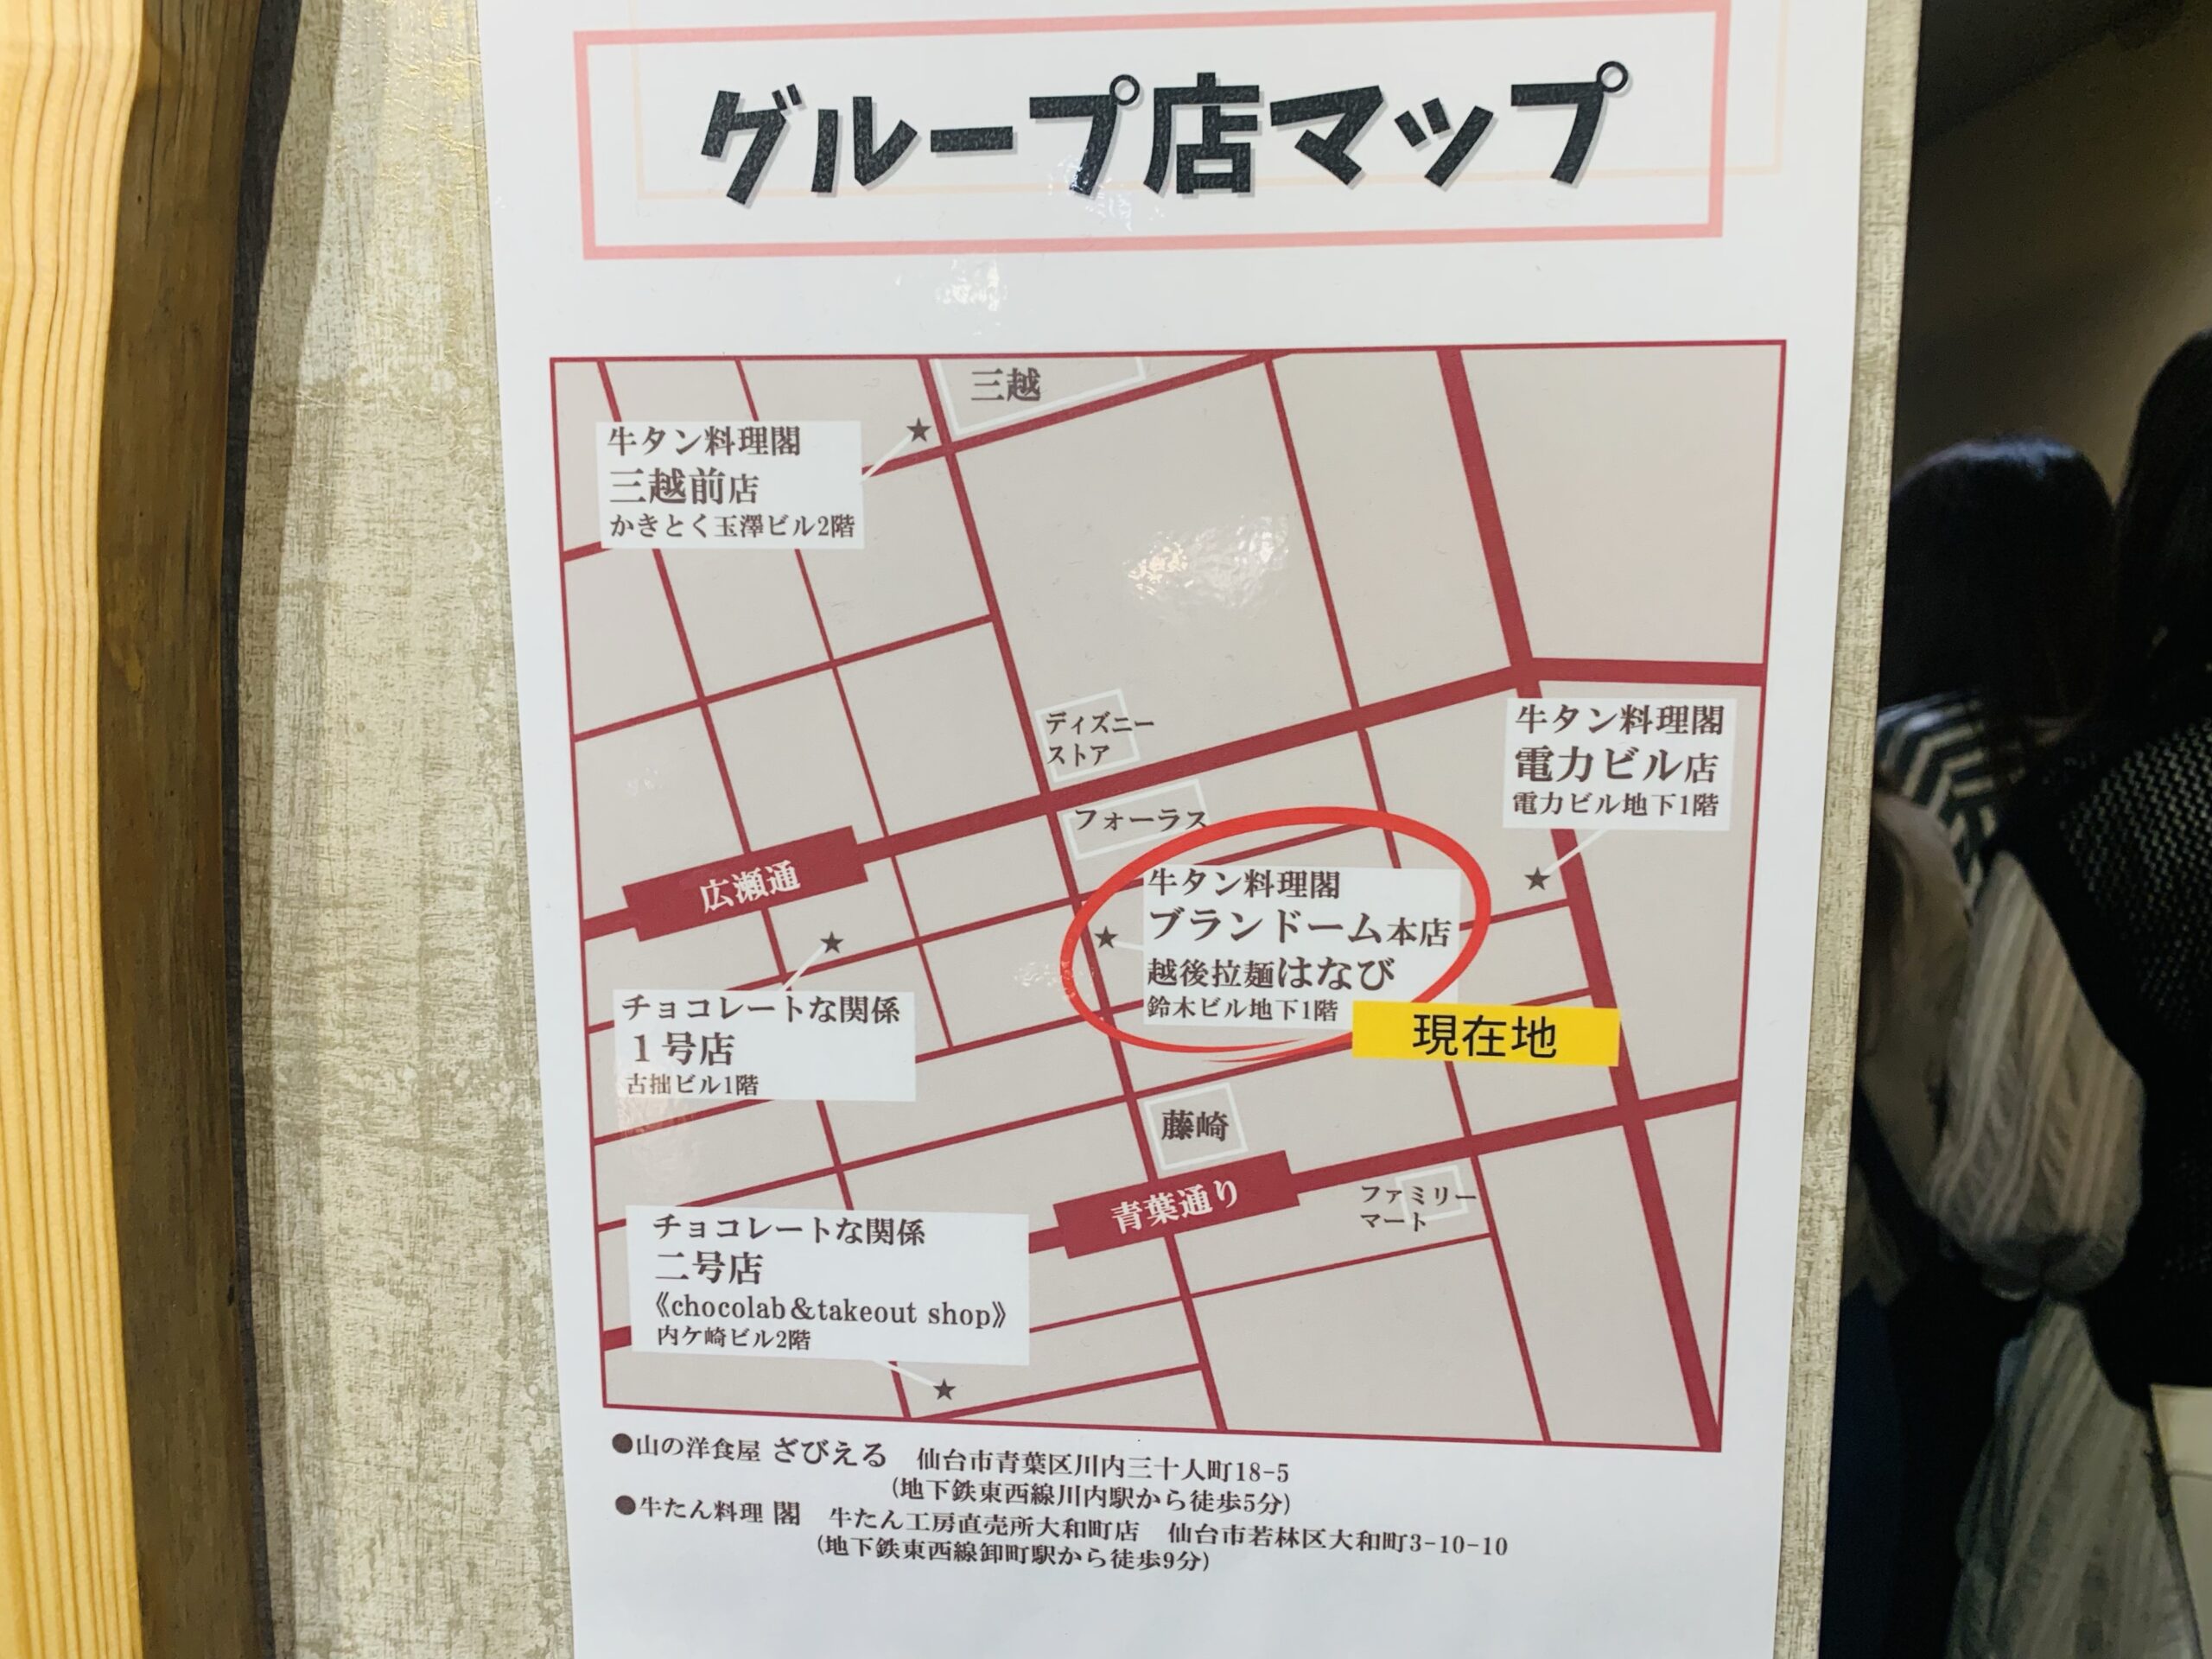 グループ店マップ
三越
牛タン料理閣
三越前店
かきとく玉澤ビル2階
ディズニー
ストア
牛タン料理閣
電力ビル店
電力ビル地下1階
フォーラス
広瀬通
牛タン料理閣
ブランドーム本店
越後拉麺はなび
鈴木ビル地下1階
現在地
チョコレートな関係
1号店
古拙ビル1階
藤崎
青葉通り
ファミリー
マート
チョコレートな関係
二号店
《chocolab&takeout shop》
内ケ崎ビル2階
●山の洋食屋 ざびえる 仙台市青葉区川内三十人町18-5
(地下鉄東西線川内駅から徒歩5分)
●牛たん料理 閣 牛たん工房直売所大和町店 仙台市若林区大和町3-10-10
(地下鉄東西線卸町駅から徒歩9分)